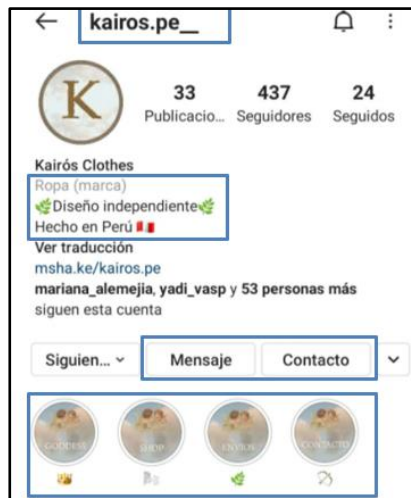 kairos.pe__
K
33 437 24
Publicacio... Seguidores Seguidos
Kairós Clothes
Ropa (marca)
🌿Diseño independiente🌿
Hecho en Perú 🇵🇪
Ver traducción
msha.ke/kairos.pe
mariana_alemejia, yadi_vasp y 53 personas más
siguen esta cuenta
Siguien... Mensaje Contacto
GODDESS SHOP ENVIOS CONTACTO